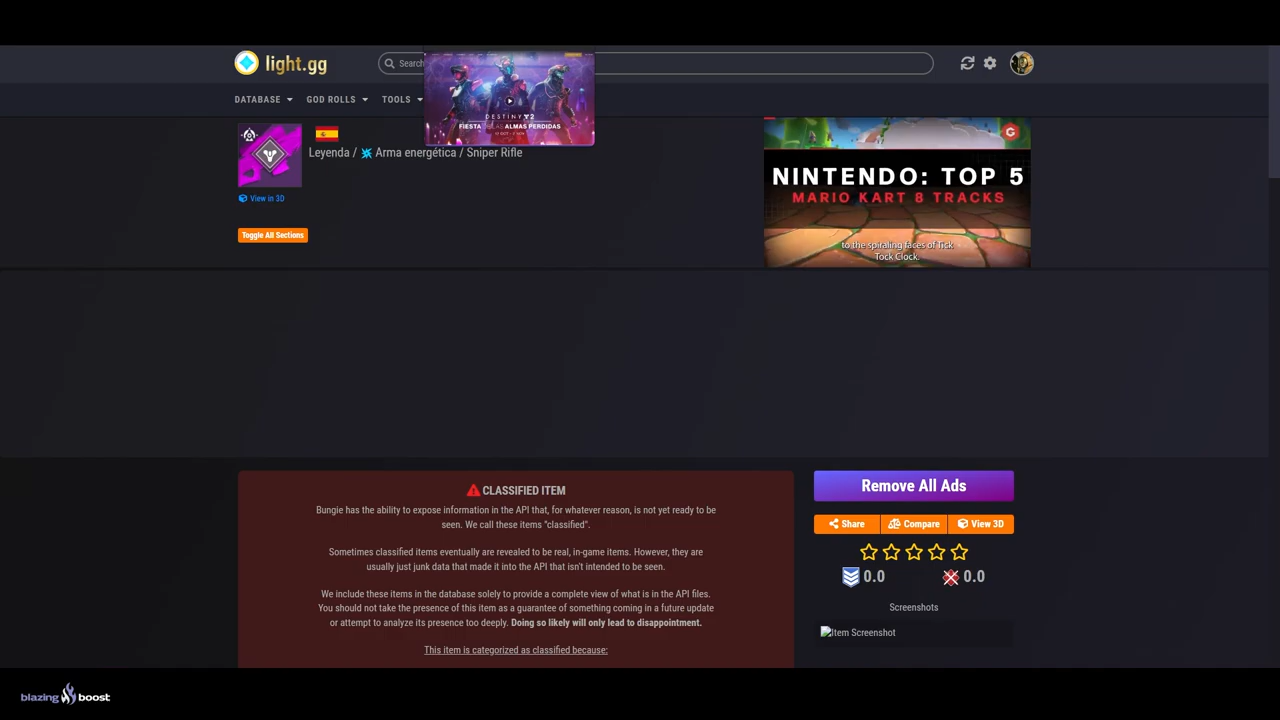 light.gg
Search
DATABASE
GOD ROLLS
TOOLS
DESTINY 2
FIESTA
ALMAS PERDIDAS
Leyenda / Arma energética / Sniper Rifle
View in 3D
Toggle All Sections
NINTENDO: TOP 5
MARIO KART 8 TRACKS
to the spiraling faces of Tick
Tock Clock.
CLASSIFIED ITEM
Bungie has the ability to expose information in the API that, for whatever reason, is not yet ready to be
seen. We call these items "classified".
Sometimes classified items eventually are revealed to be real, in-game items. However, they are
usually just junk data that made it into the API that isn't intended to be seen.
We include these items in the database solely to provide a complete view of what is in the API files.
You should not take the presence of this item as a guarantee of something coming in a future update
or attempt to analyze its presence too deeply. Doing so likely will only lead to disappointment.
This item is categorized as classified because:
Remove All Ads
Share
Compare
View 3D
0.0
0.0
Screenshots
Item Screenshot
blazing boost